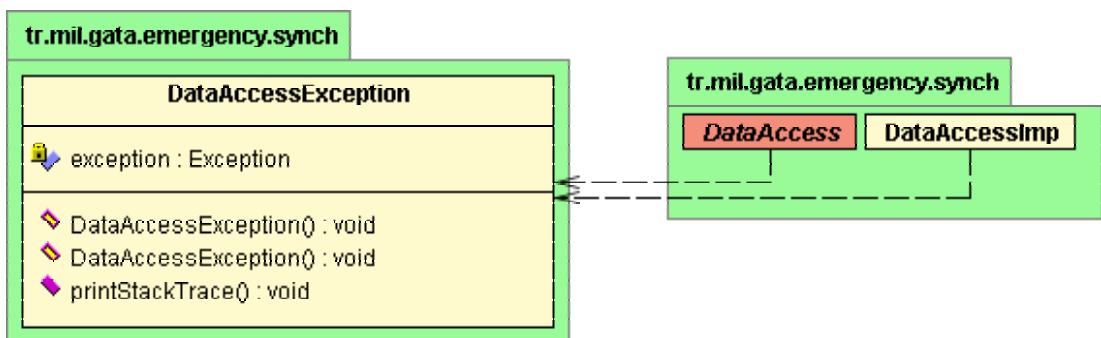 tr.mil.gata.emergency.synch
DataAccessException
exception : Exception
DataAccessException() : void
DataAccessException() : void
printStackTrace() : void
tr.mil.gata.emergency.synch
DataAccess
DataAccessImp